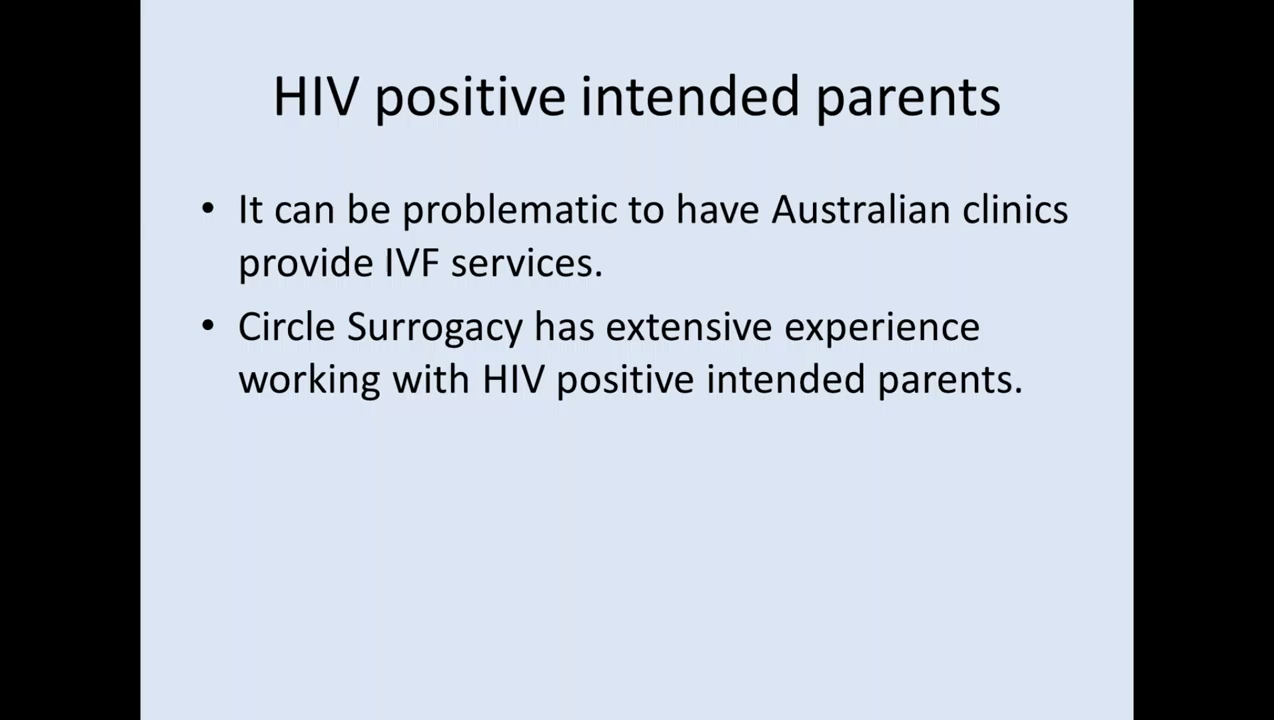 HIV positive intended parents
• It can be problematic to have Australian clinics
provide IVF services.
• Circle Surrogacy has extensive experience
working with HIV positive intended parents.